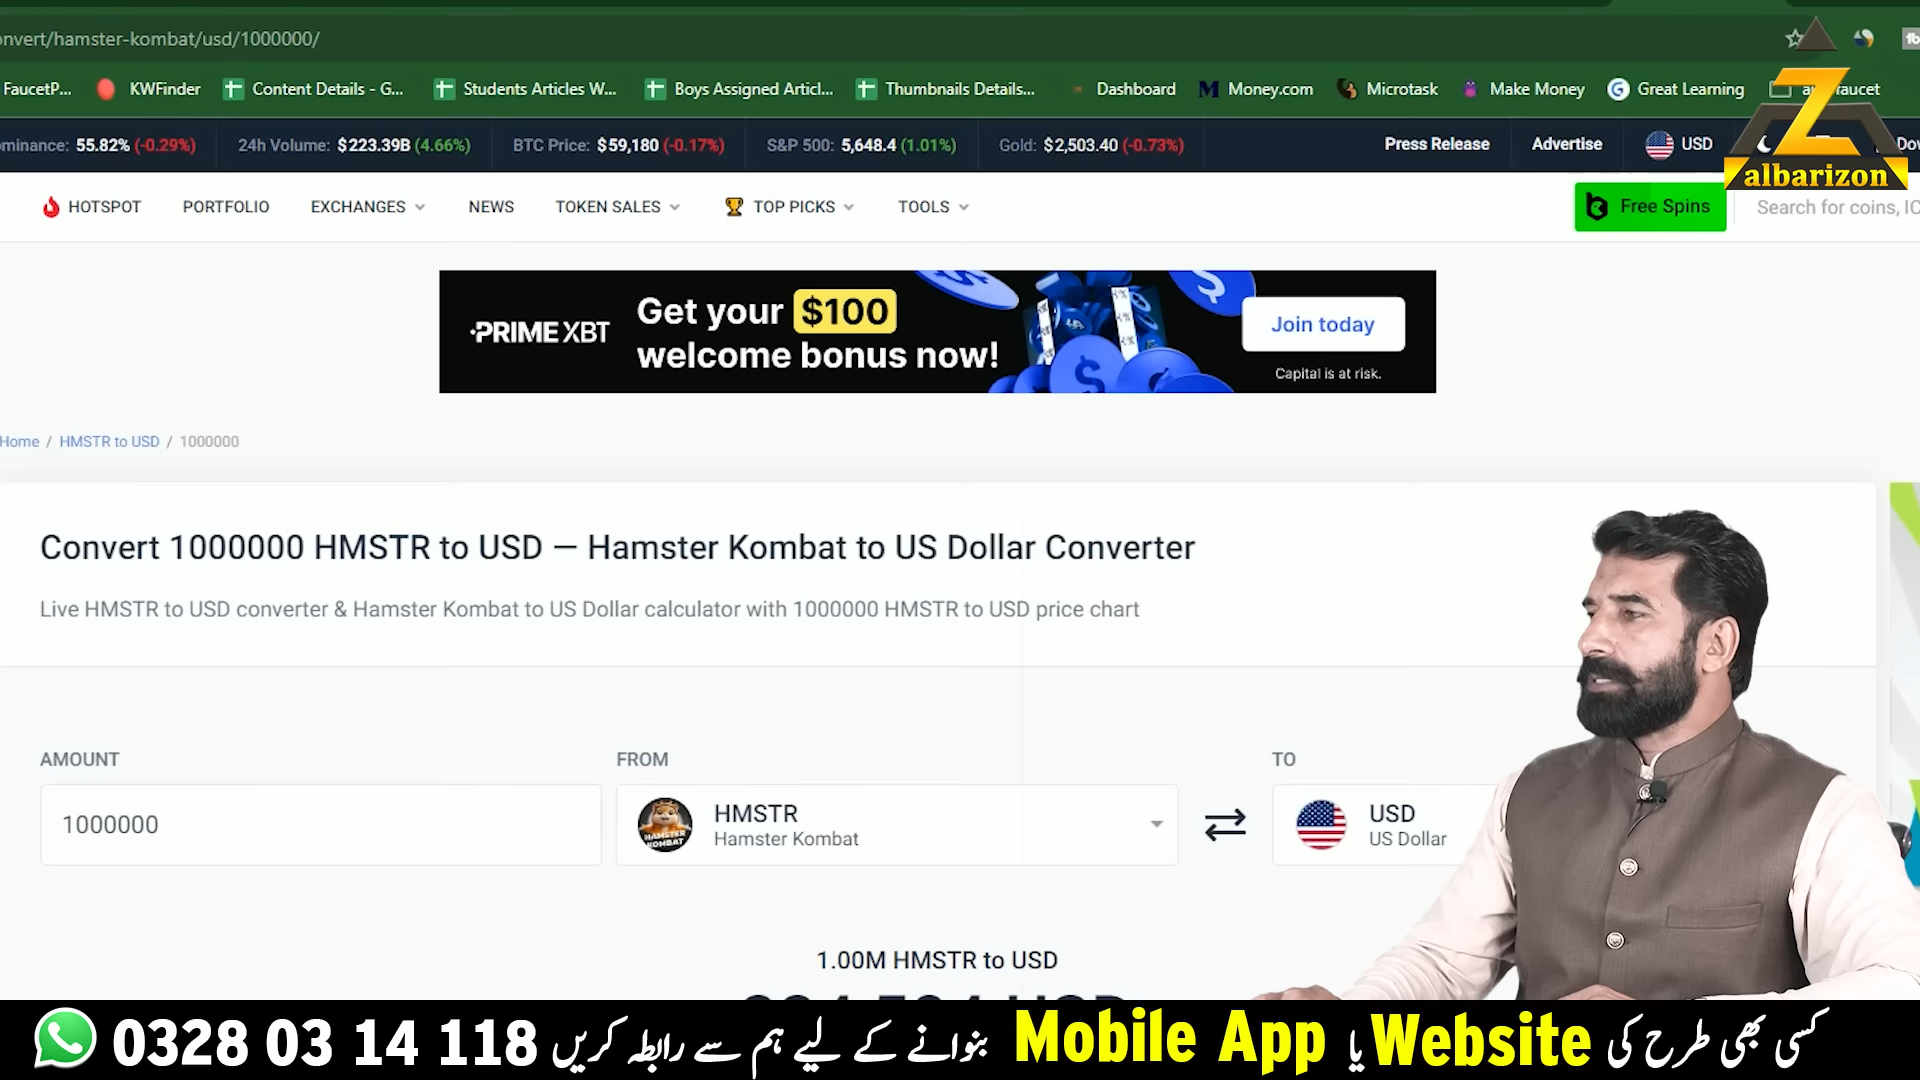 onvert/hamster-kombat/usd/1000000/
FaucetP... KWFinder Content Details - G... Students Articles W... Boys Assigned Articl... Thumbnails Details... Dashboard Money.com Microtask Make Money Great Learning
ominance: 55.82% (-0.29%) 24h Volume: $223.39B (4.66%) BTC Price: $59,180 (-0.17%) S&P 500: 5,648.4 (1.01%) Gold: $2,503.40 (-0.73%) Press Release Advertise USD
Z
albarizon
HOTSPOT PORTFOLIO EXCHANGES NEWS TOKEN SALES TOP PICKS TOOLS Free Spins Search for coins, IC
PRIME XBT
Get your $100
welcome bonus now!
Join today
Capital is at risk.
Home / HMSTR to USD / 1000000
Convert 1000000 HMSTR to USD — Hamster Kombat to US Dollar Converter
Live HMSTR to USD converter & Hamster Kombat to US Dollar calculator with 1000000 HMSTR to USD price chart
AMOUNT FROM TO
1000000
HAMSTER
KOMBAT
HMSTR
Hamster Kombat
USD
US Dollar
1.00M HMSTR to USD
کسی بھی طرح کی Website یا Mobile App بنوانے کے لیے ہم سے رابطہ کریں 0328 03 14 118